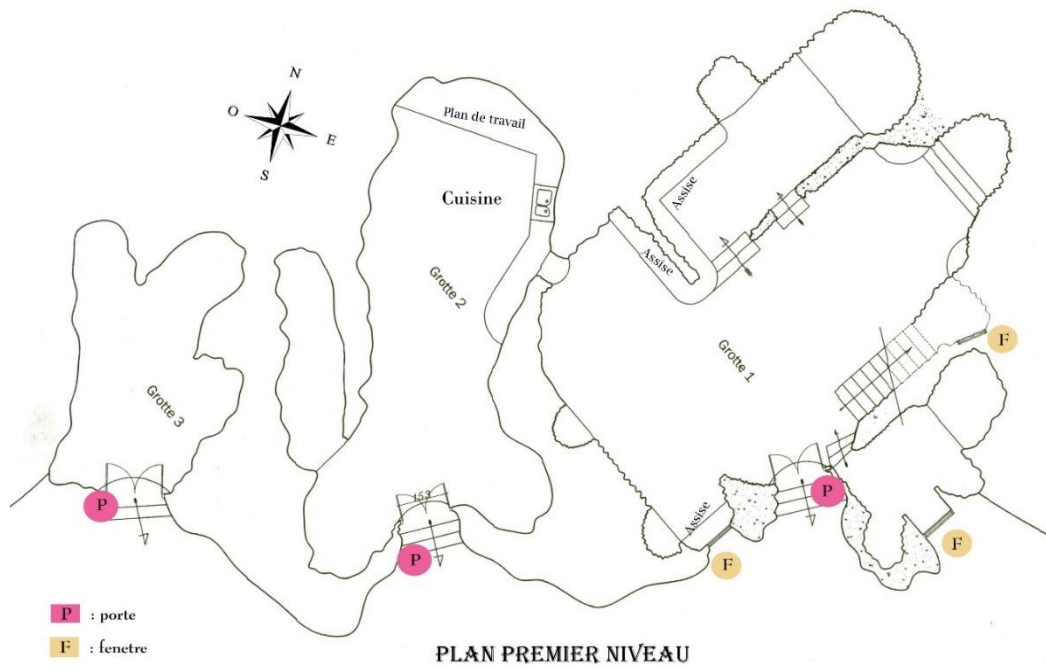 N
O
E
S
Plan de travail
Cuisine
Assise
Assise
Grotte 2
Grotte 1
F
Grotte 3
P
153
P
Assise
P
F
F
P : porte
F : fenetre
PLAN PREMIER NIVEAU